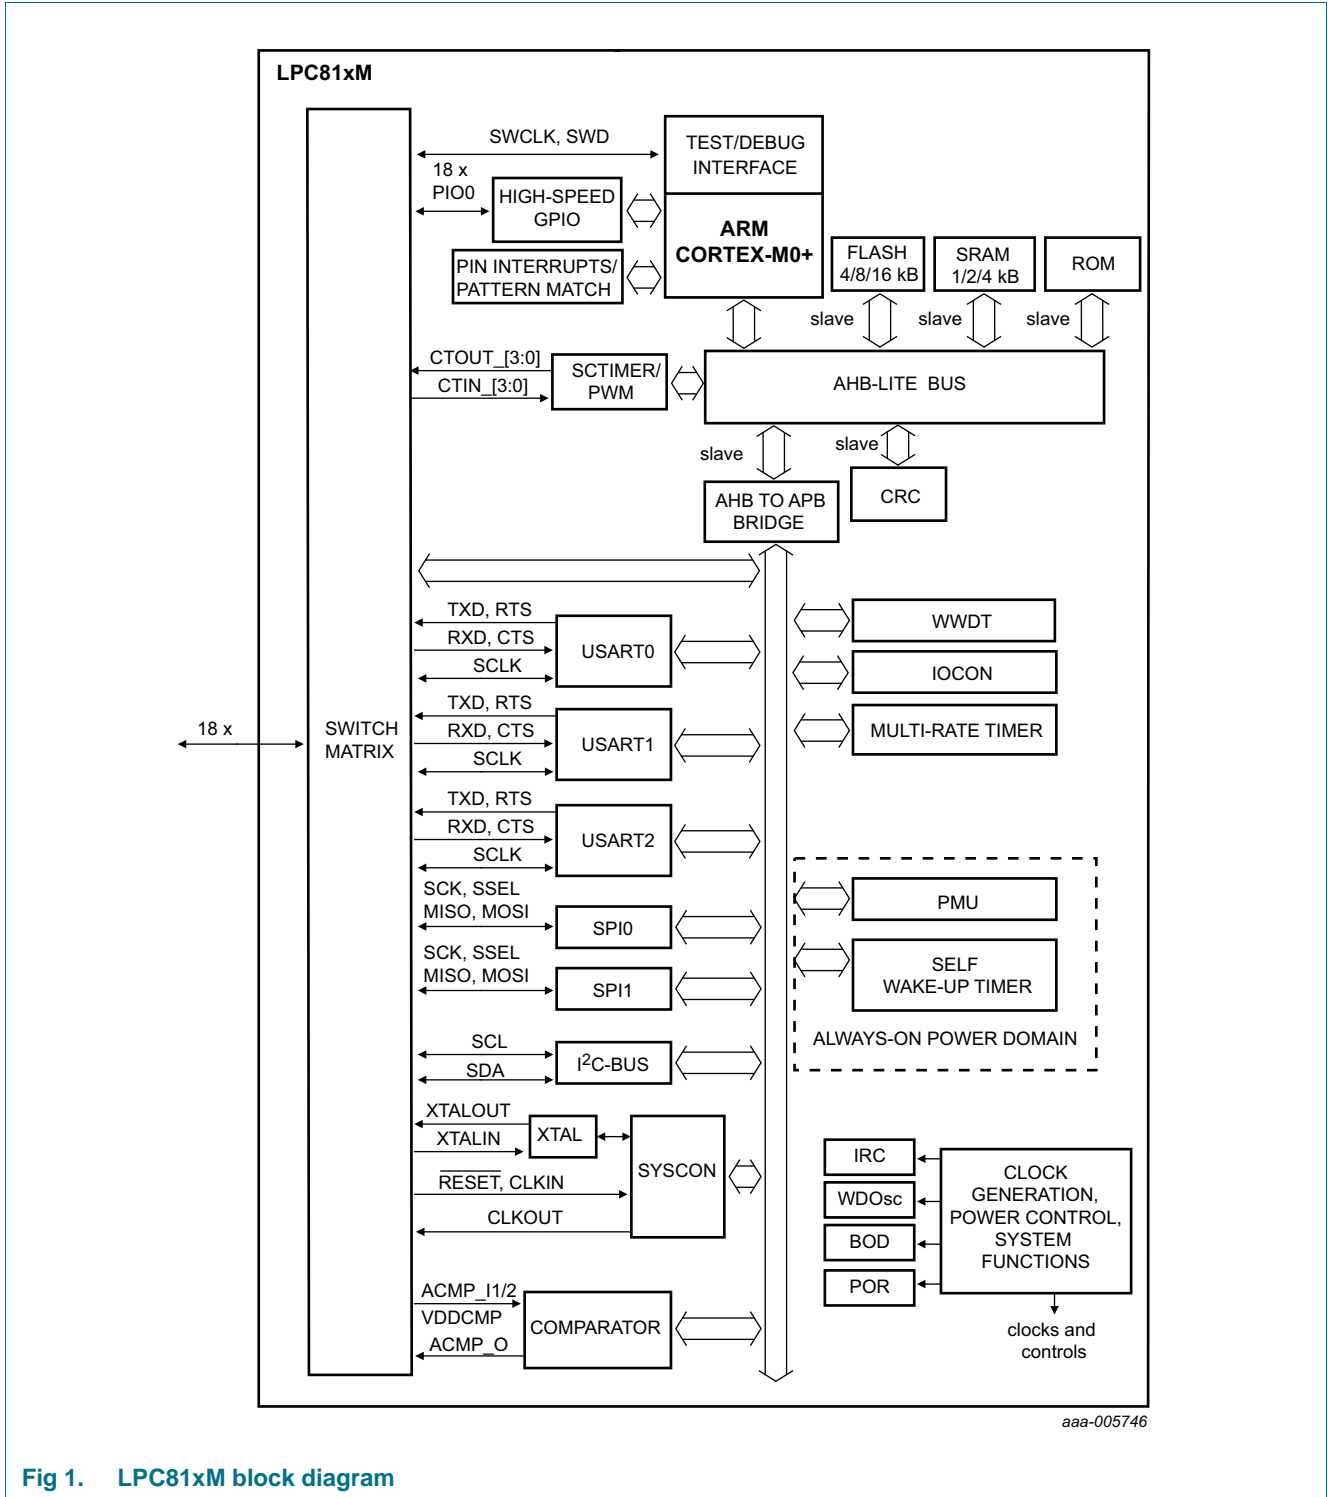 LPC81xM
SWCLK, SWD
TEST/DEBUG
INTERFACE
18 x
PIO0
HIGH-SPEED
GPIO
ARM
CORTEX-M0+
PIN INTERRUPTS/
PATTERN MATCH
FLASH
4/8/16 kB
SRAM
1/2/4 kB
ROM
slave
slave
slave
CTOUT_[3:0]
CTIN_[3:0]
SCTIMER/
PWM
AHB-LITE BUS
slave
slave
AHB TO APB
BRIDGE
CRC
TXD, RTS
RXD, CTS
SCLK
USART0
WWDT
IOCON
TXD, RTS
RXD, CTS
SCLK
USART1
MULTI-RATE TIMER
18 x
SWITCH
MATRIX
TXD, RTS
RXD, CTS
SCLK
USART2
SCK, SSEL
MISO, MOSI
SPI0
PMU
SCK, SSEL
MISO, MOSI
SPI1
SELF
WAKE-UP TIMER
ALWAYS-ON POWER DOMAIN
SCL
SDA
I2C-BUS
XTALOUT
XTALIN
XTAL
RESET, CLKIN
CLKOUT
SYSCON
IRC
WDOsc
BOD
POR
CLOCK
GENERATION,
POWER CONTROL,
SYSTEM
FUNCTIONS
clocks and
controls
ACMP_I1/2
VDDCMP
ACMP_O
COMPARATOR
aaa-005746
Fig 1. LPC81xM block diagram